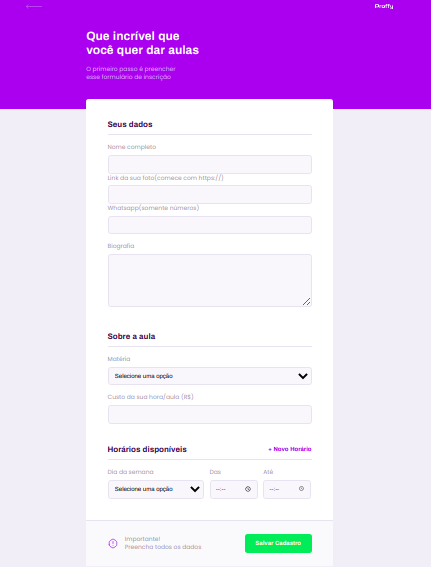 Proffy
Que incrível que
você quer dar aulas
O primeiro passo é preencher
esse formulário de inscrição
Seus dados
Nome completo
Link da sua foto(comece com https://)
Whatsapp(somente números)
Biografia
Sobre a aula
Matéria
Selecione uma opção
Custo da sua hora/aula (R$)
Horários disponíveis
+ Novo Horário
Dia da semana Das Até
Selecione uma opção --:-- --:--
Importante!
Preencha todos os dados
Salvar Cadastro